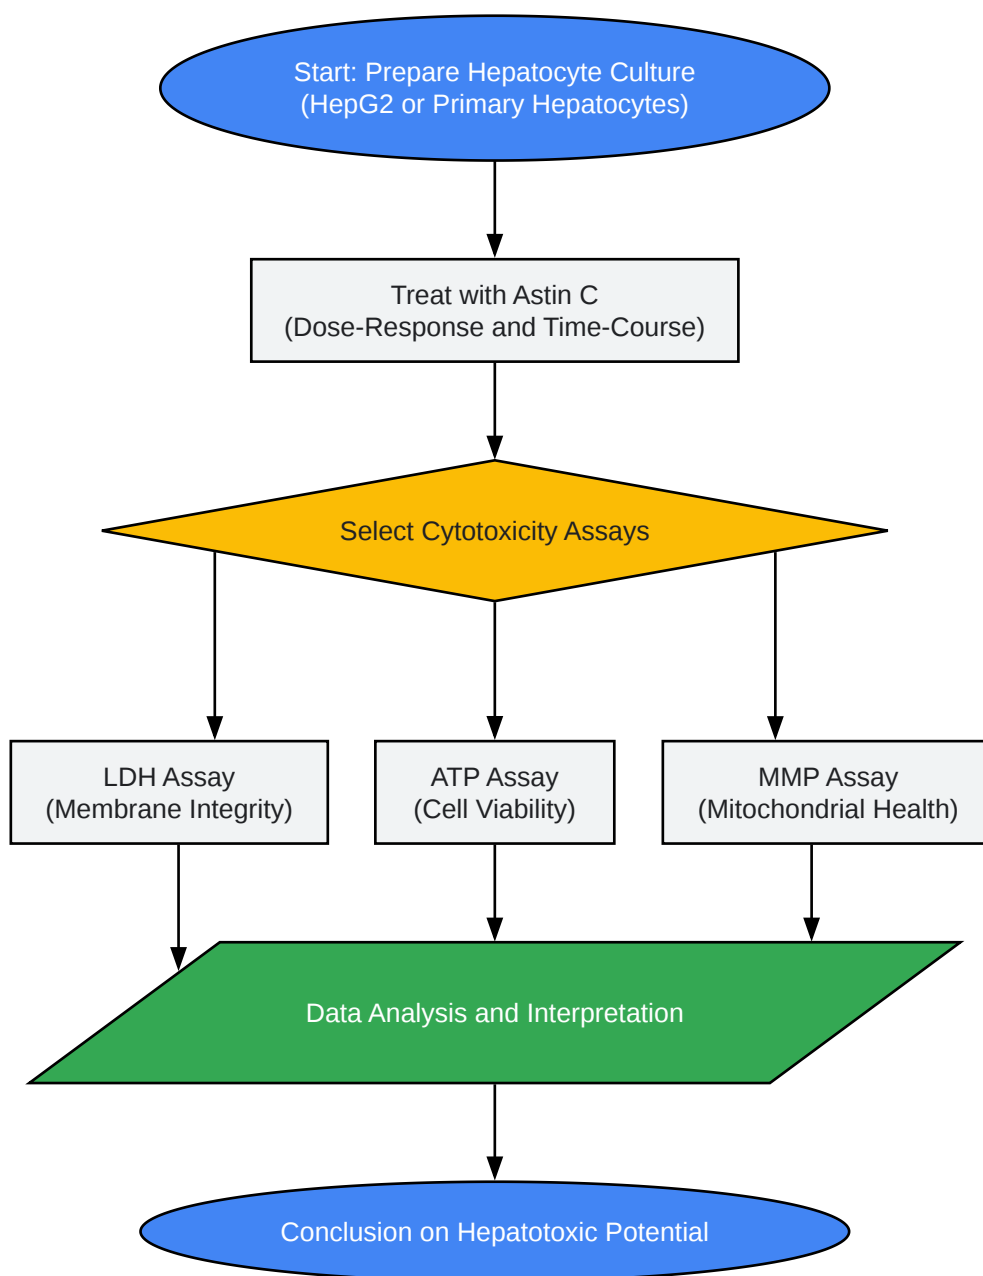 Start: Prepare Hepatocyte Culture
(HepG2 or Primary Hepatocytes)
Treat with Astin C
(Dose-Response and Time-Course)
Select Cytotoxicity Assays
LDH Assay
(Membrane Integrity)
ATP Assay
(Cell Viability)
MMP Assay
(Mitochondrial Health)
Data Analysis and Interpretation
Conclusion on Hepatotoxic Potential